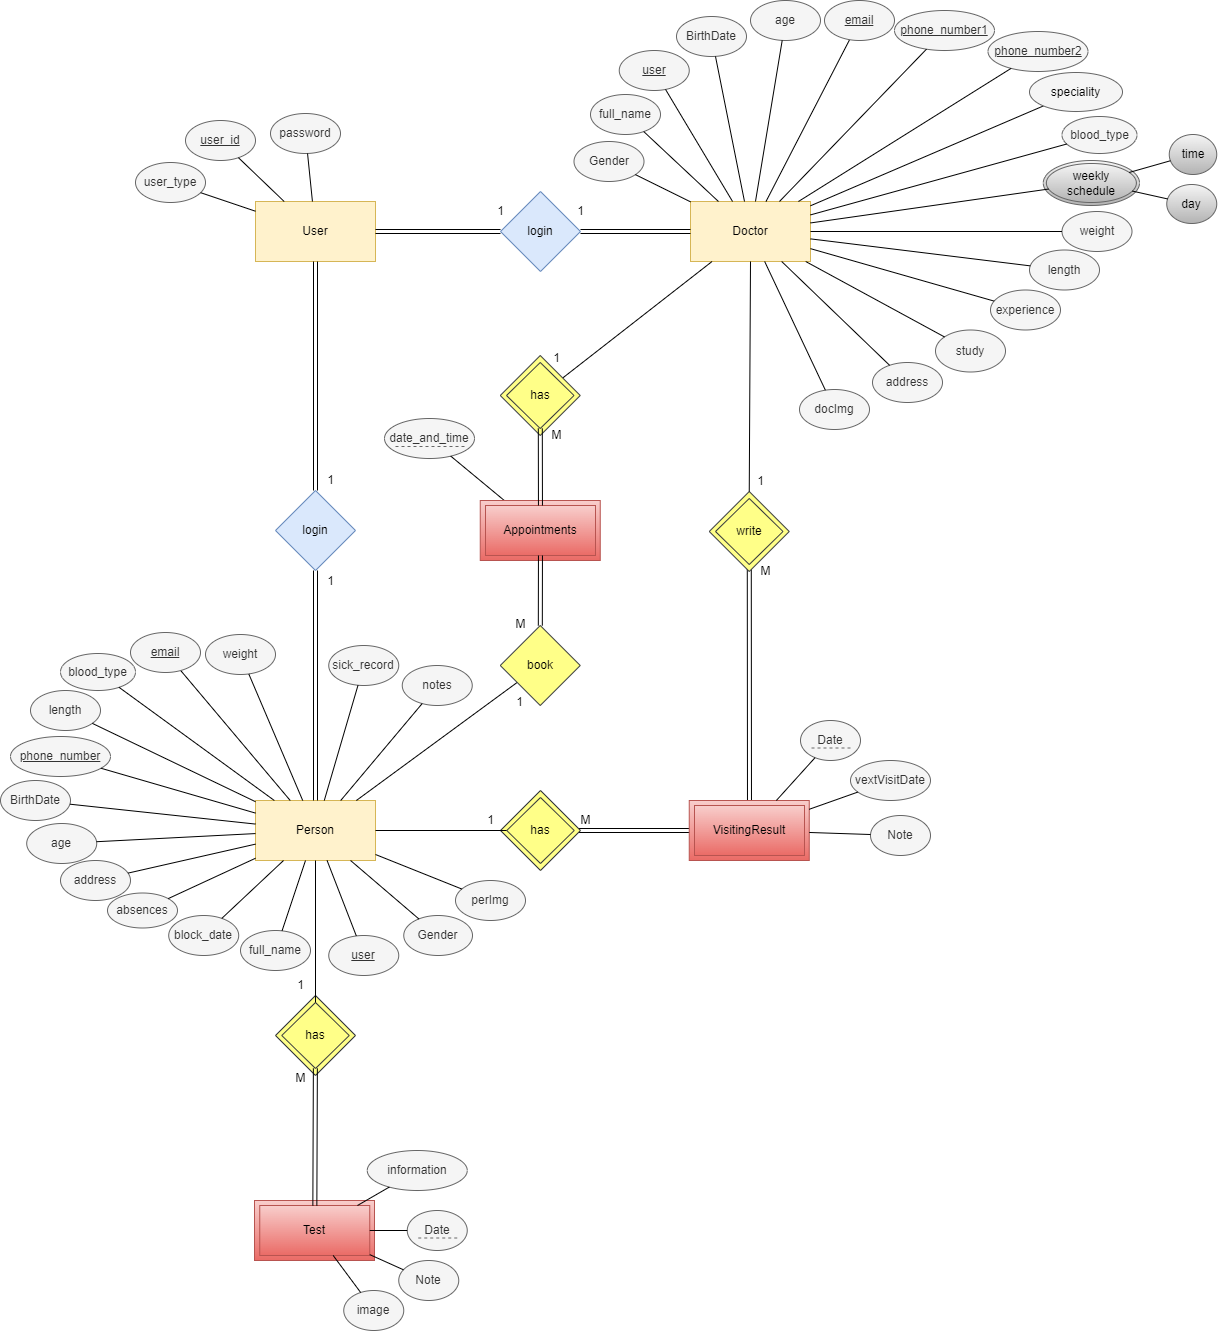 age
email
phone_number1
BirthDate
phone_number2
user
speciality
full_name
blood_type
password
user_id
time
Gender
weekly
schedule
user_type
day
1
1
User
login
Doctor
weight
length
experience
study
1
has
address
docImg
date_and_time
M
1
1
Appointments
write
login
M
1
M
email
weight
sick_record
book
blood_type
notes
1
length
phone_number
Date
vextVisitDate
BirthDate
1
M
Person
has
VisitingResult
Note
age
address
perImg
absences
block_date
Gender
full_name
user
1
has
M
information
Test
Date
Note
image